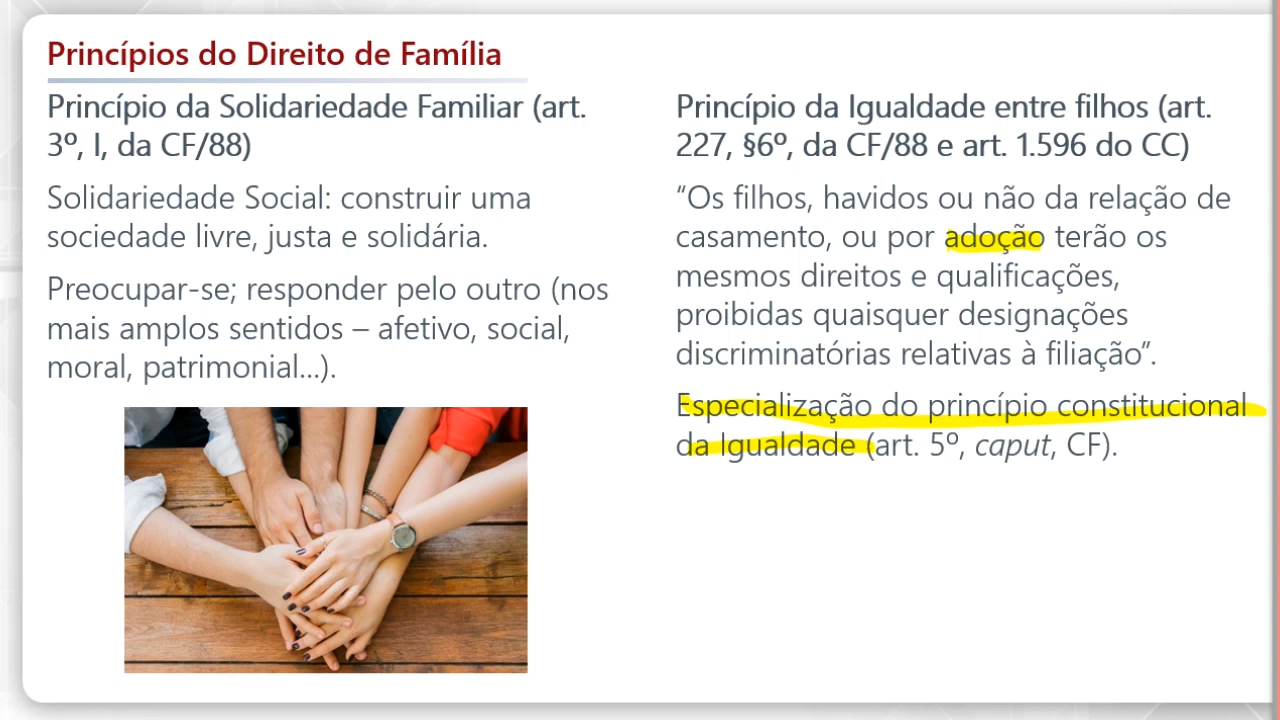 Princípios do Direito de Família
Princípio da Solidariedade Familiar (art.
3º, I, da CF/88)
Solidariedade Social: construir uma
sociedade livre, justa e solidária.
Preocupar-se; responder pelo outro (nos
mais amplos sentidos – afetivo, social,
moral, patrimonial...).
Princípio da Igualdade entre filhos (art.
227, §6º, da CF/88 e art. 1.596 do CC)
“Os filhos, havidos ou não da relação de
casamento, ou por adoção terão os
mesmos direitos e qualificações,
proibidas quaisquer designações
discriminatórias relativas à filiação”.
Especialização do princípio constitucional
da Igualdade (art. 5º, caput, CF).